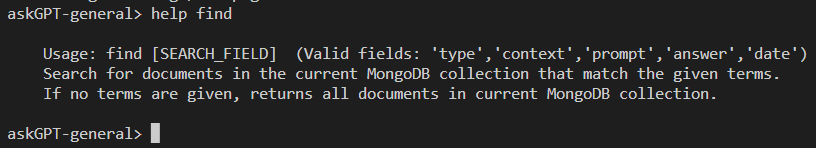 askGPT-general> help find
Usage: find [SEARCH_FIELD]  (Valid fields: 'type','context','prompt','answer','date')
Search for documents in the current MongoDB collection that match the given terms.
If no terms are given, returns all documents in current MongoDB collection.
askGPT-general>